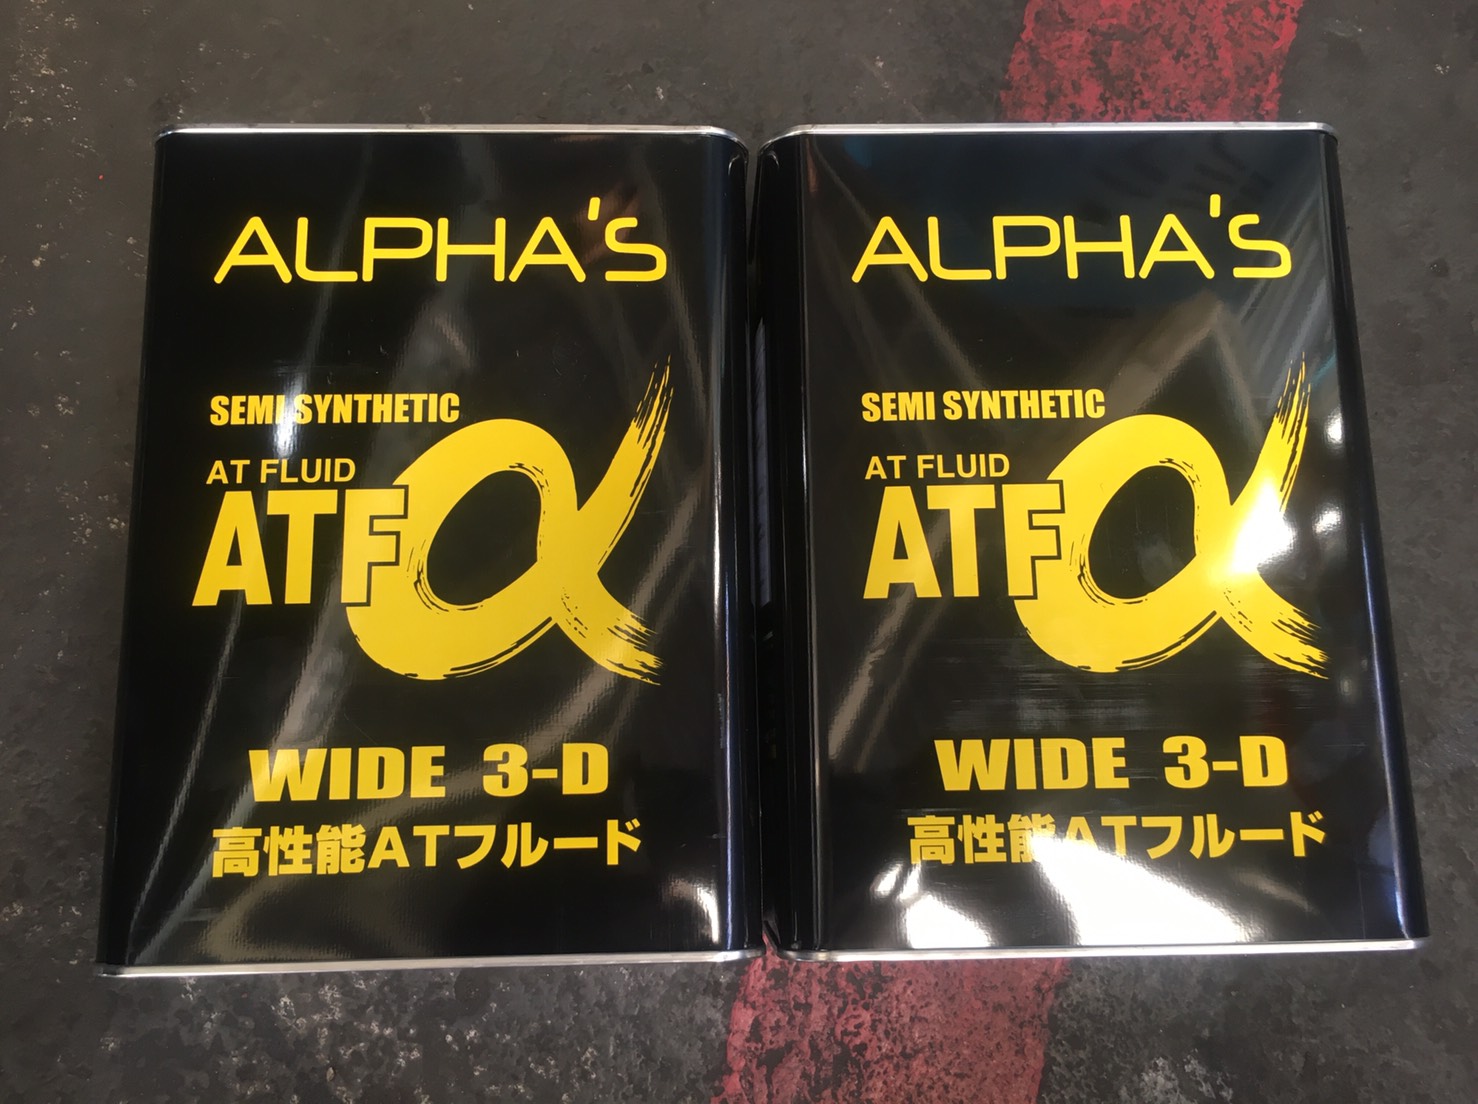 ALPHA'S
SEMI SYNTHETIC
AT FLUID
ATFα
WIDE 3-D
高性能ATフルード
ALPHA'S
SEMI SYNTHETIC
AT FLUID
ATFα
WIDE 3-D
高性能ATフルード